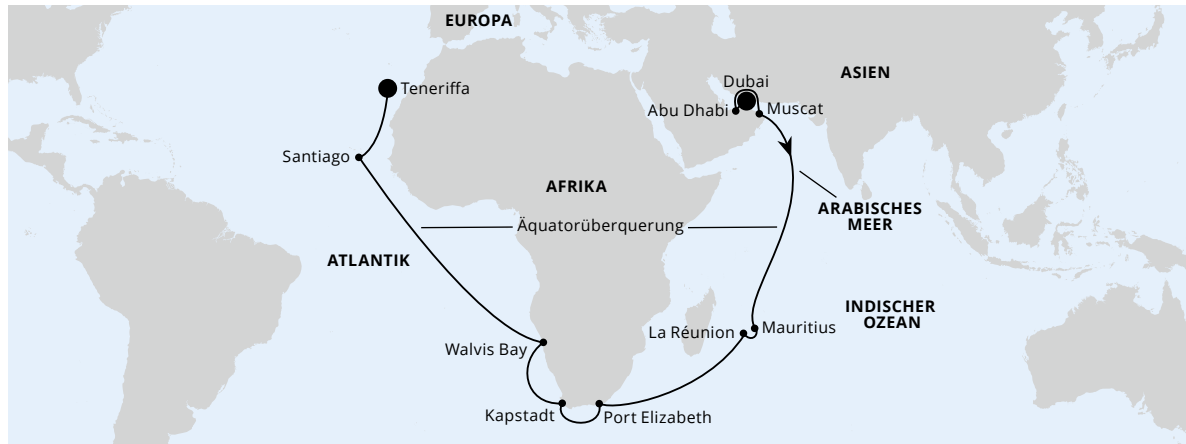 EUROPA
ASIEN
Dubai
Teneriffa
Abu Dhabi
Muscat
Santiago
AFRIKA
ARABISCHES
MEER
Äquatorüberquerung
ATLANTIK
INDISCHER
OZEAN
La Réunion
Mauritius
Walvis Bay
Kapstadt
Port Elizabeth